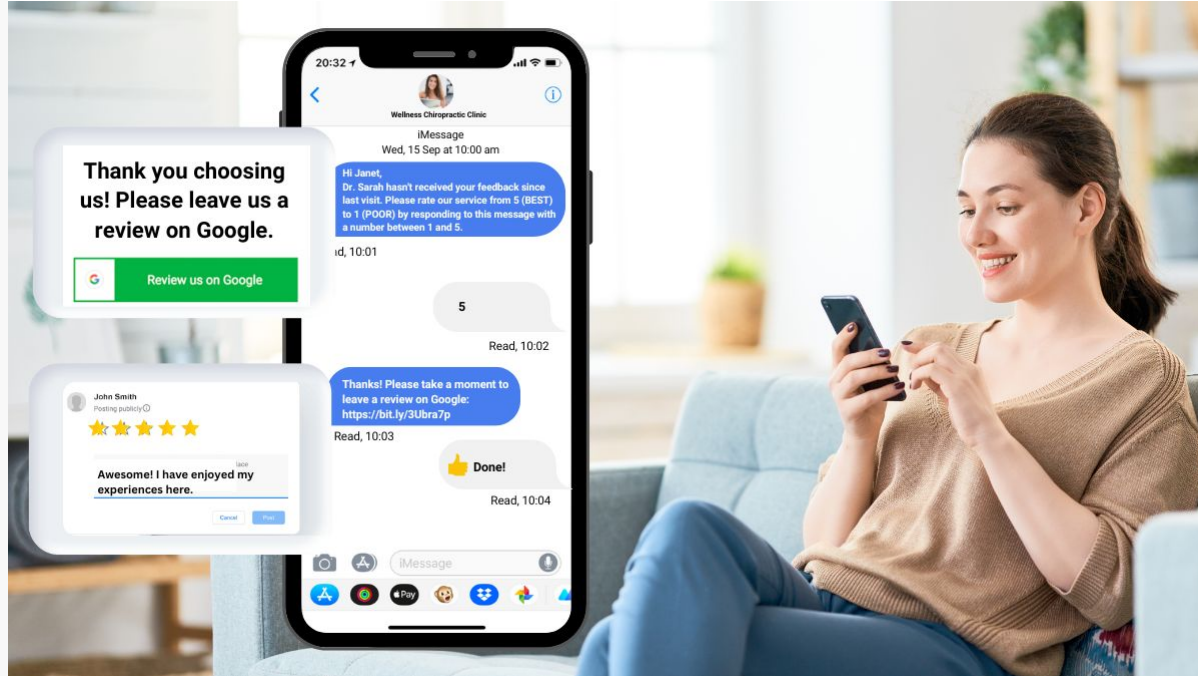 20:32
Wellness Chiropractic Clinic
iMessage
Wed, 15 Sep at 10:00 am
Hi Janet,
Dr. Sarah hasn't received your feedback since
last visit. Please rate our service from 5 (BEST)
to 1 (POOR) by responding to this message with
a number between 1 and 5.
10:01
5
Read, 10:02
Thanks! Please take a moment to
leave a review on Google:
https://bit.ly/3Ubra7p
Read, 10:03
Done!
Read, 10:04
iMessage
Pay
Thank you choosing
us! Please leave us a
review on Google.
G
Review us on Google
John Smith
Posting publicly
Awesome! I have enjoyed my
experiences here.
Cancel
Post